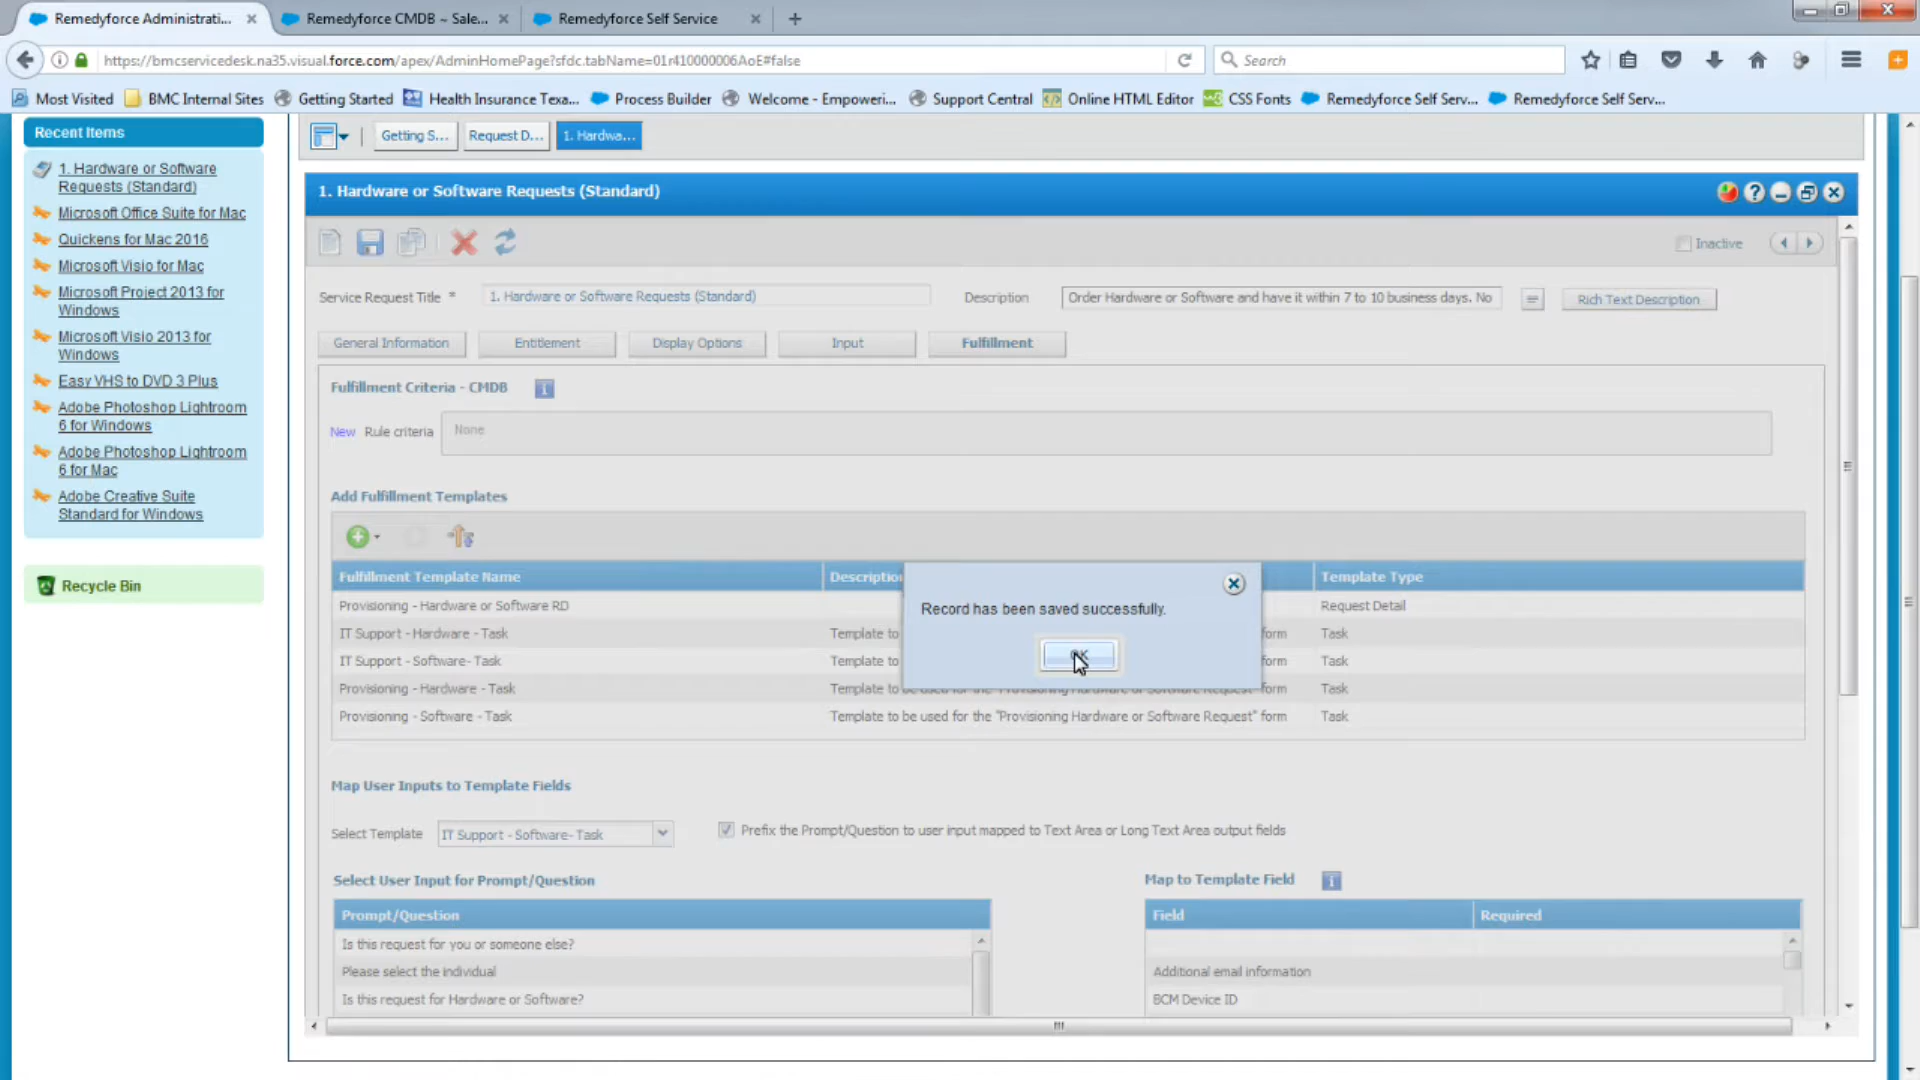 Remedyforce Administrati...
Remedyforce CMDB ~ Sale...
Remedyforce Self Service
https://bmcservicedesk.na35.visual.force.com/apex/AdminHomePage?sfdc.tabName=01r410000006AoE#false
Search
Most Visited
BMC Internal Sites
Getting Started
Health Insurance Texa...
Process Builder
Welcome - Empoweri...
Support Central
Online HTML Editor
CSS Fonts
Remedyforce Self Serv...
Remedyforce Self Serv...
Recent Items
1. Hardware or Software
Requests (Standard)
Microsoft Office Suite for Mac
Quickens for Mac 2016
Microsoft Visio for Mac
Microsoft Project 2013 for
Windows
Microsoft Visio 2013 for
Windows
Easy VHS to DVD 3 Plus
Adobe Photoshop Lightroom
6 for Windows
Adobe Photoshop Lightroom
6 for Mac
Adobe Creative Suite
Standard for Windows
Recycle Bin
Getting S...
Request D...
1. Hardwa...
1. Hardware or Software Requests (Standard)
Inactive
Service Request Title *
1. Hardware or Software Requests (Standard)
Description
Order Hardware or Software and have it within 7 to 10 business days. No
Rich Text Description
General Information
Entitlement
Display Options
Input
Fulfillment
Fulfillment Criteria - CMDB
New Rule criteria
None
Add Fulfillment Templates
Fulfillment Template Name
Description
Template Type
Provisioning - Hardware or Software RD
Request Detail
IT Support - Hardware - Task
Template to
form
Task
IT Support - Software- Task
Template to
form
Task
Provisioning - Hardware - Task
Template to be used for the "Provisioning Hardware or Software Request" form
Task
Provisioning - Software - Task
Template to be used for the "Provisioning Hardware or Software Request" form
Task
Record has been saved successfully.
OK
Map User Inputs to Template Fields
Select Template
IT Support - Software- Task
Prefix the Prompt/Question to user input mapped to Text Area or Long Text Area output fields
Select User Input for Prompt/Question
Map to Template Field
Prompt/Question
Field
Required
Is this request for you or someone else?
Please select the individual
Additional email information
Is this request for Hardware or Software?
BCM Device ID